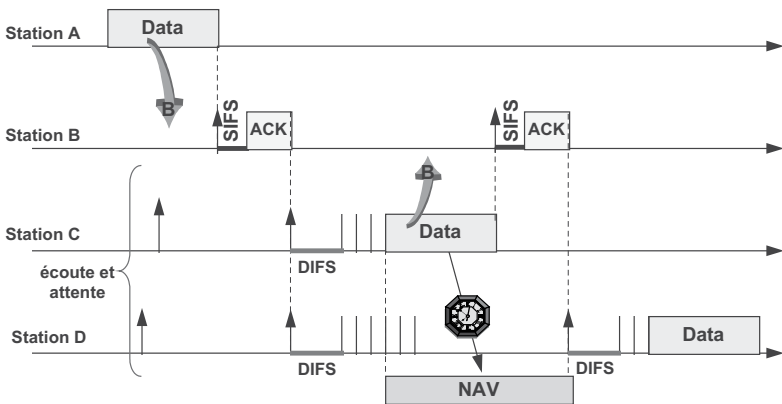 Station A
Data
B
Station B
SIFS
ACK
SIFS
ACK
B
Station C
DIFS
Data
écoute et
attente
Station D
DIFS
DIFS
Data
NAV